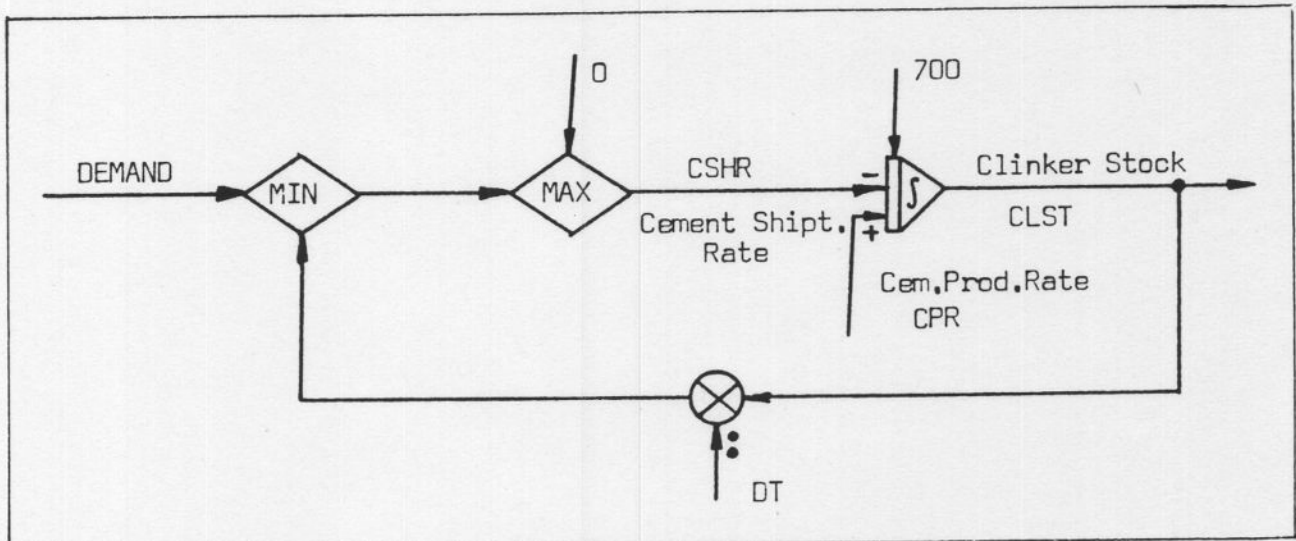 0
700
DEMAND
MIN
MAX
CSHR
Cement Shipt.
Rate
-
∫
+
Clinker Stock
CLST
Cem.Prod.Rate
CPR
:
DT